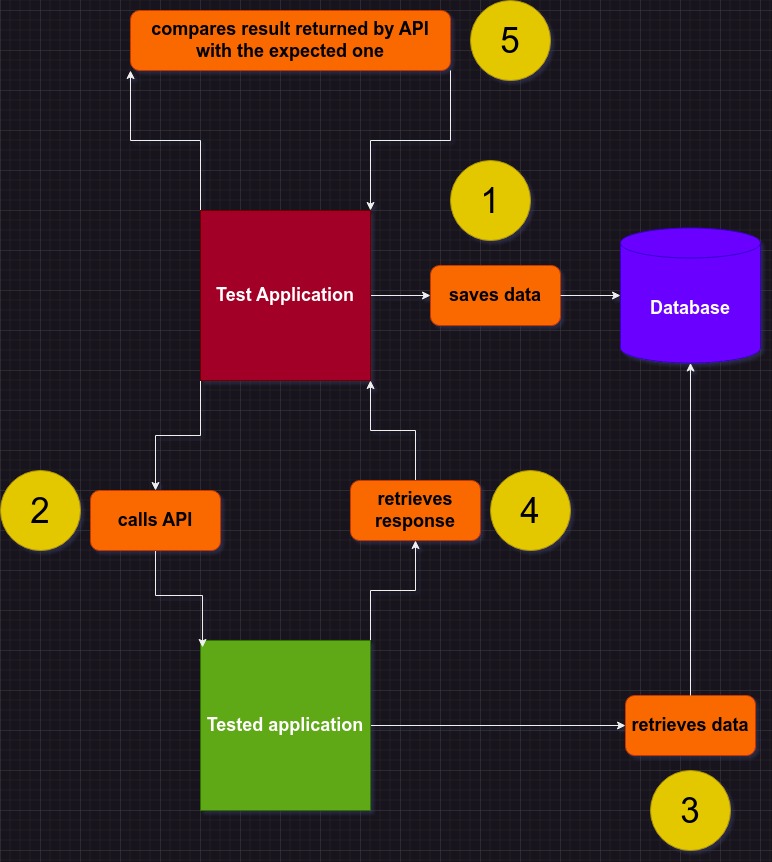 compares result returned by API
with the expected one
5
1
Test Application
saves data
Database
2
calls API
retrieves
response
4
Tested application
retrieves data
3